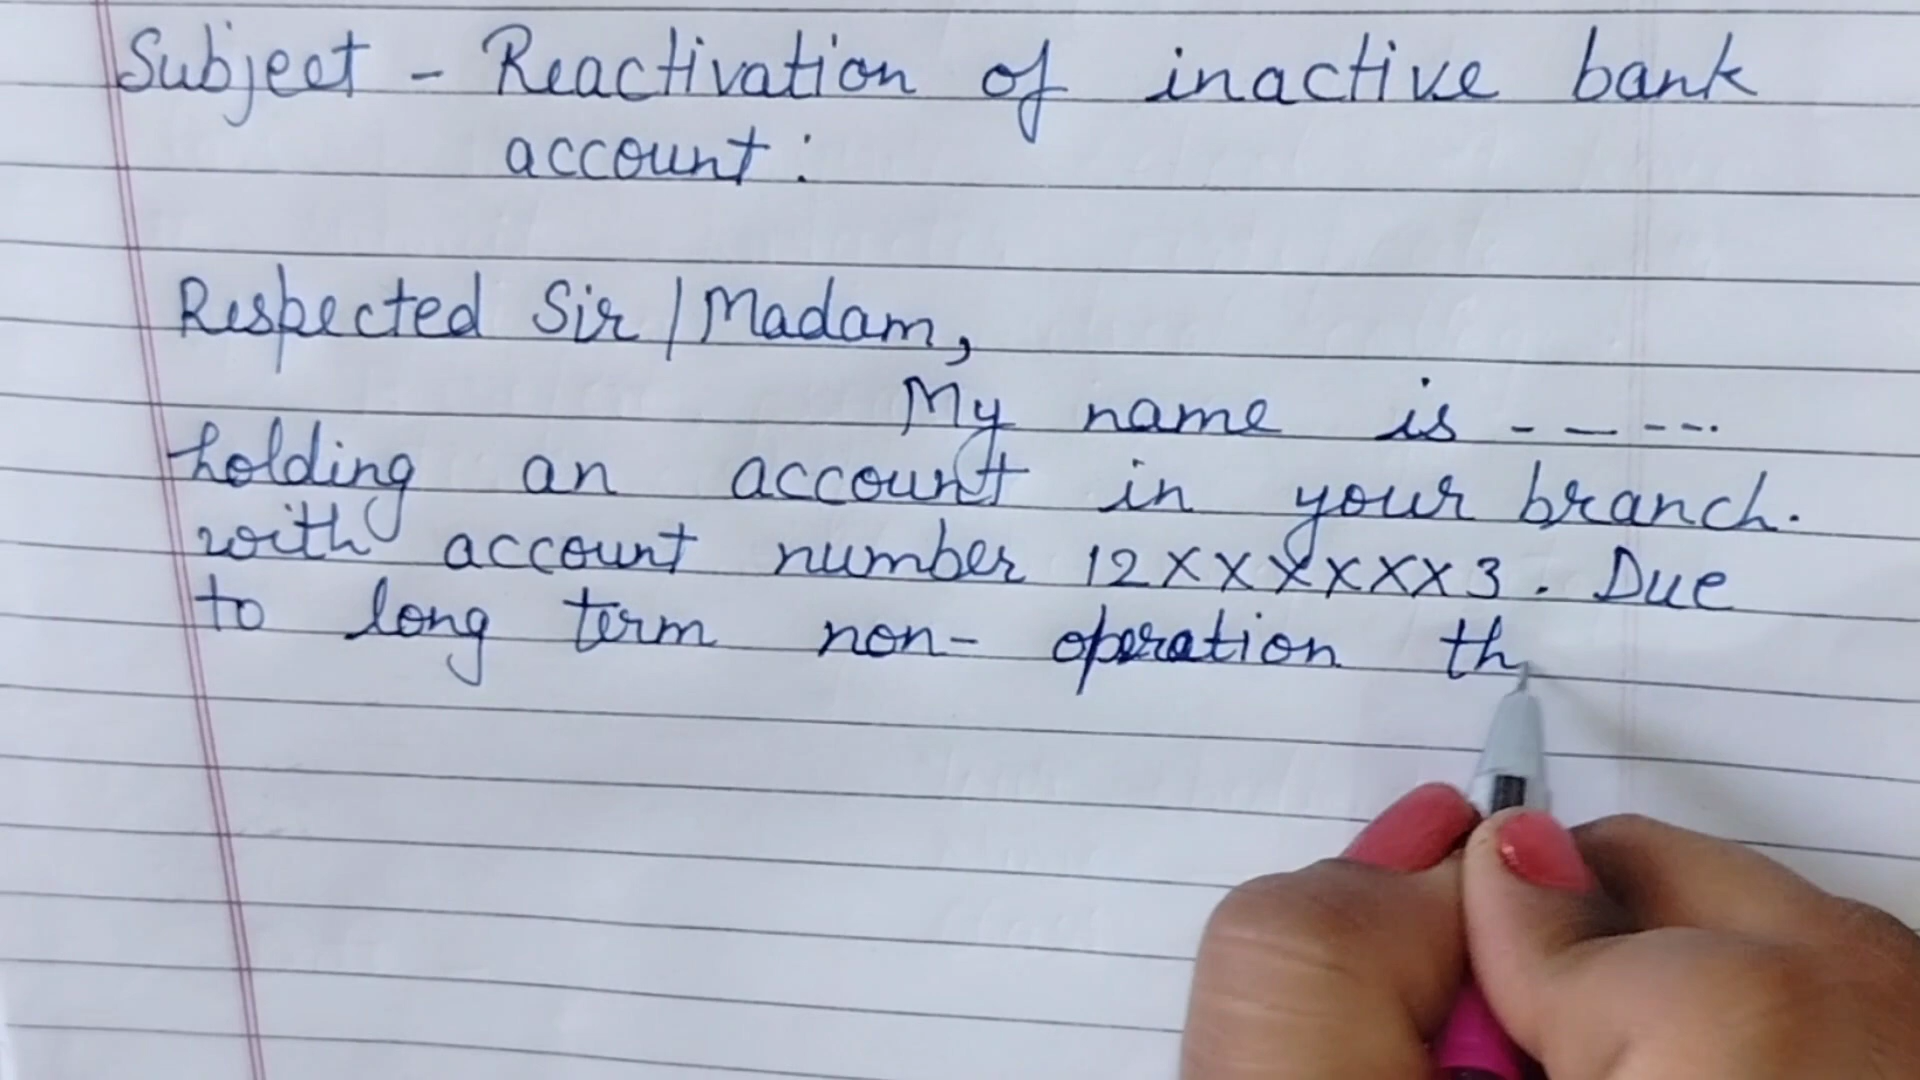 Subject - Reactivation of inactive bank
account:
Respected Sir/Madam,
My name is - - - - - -
holding an account in your branch.
with account number 12XXXXXXX3. Due
to long term non- operation th